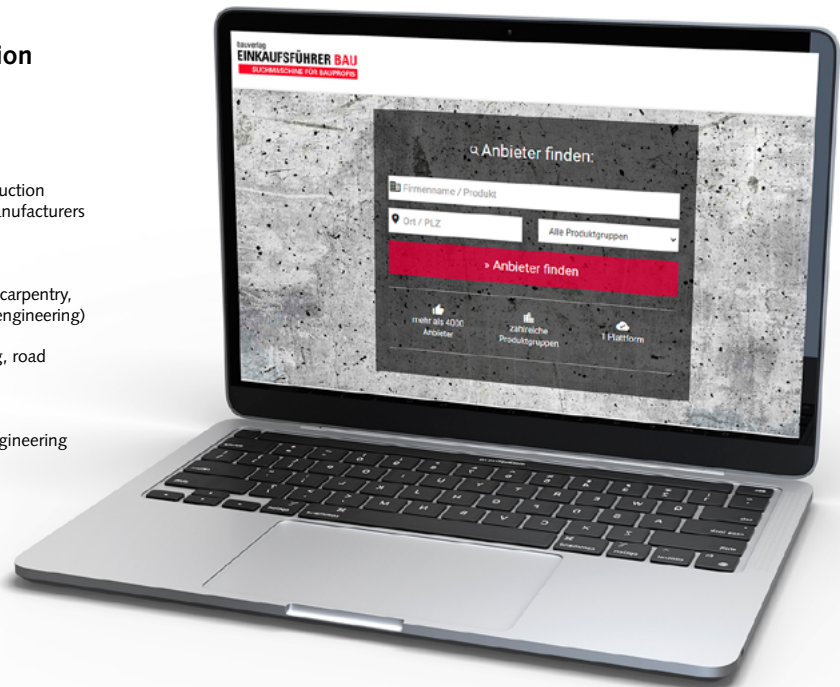 ion
uction
anufacturers
carpentry,
engineering)
g, road
gineering
bauverlag
EINKAUFSFÜHRER BAU
SUCHMASCHINE FÜR BAUPROFIS
Anbieter finden:
Firmenname / Produkt
Ort / PLZ
Alle Produktgruppen
» Anbieter finden
mehr als 4000
Anbieter
zahlreiche
Produktgruppen
1 Plattform